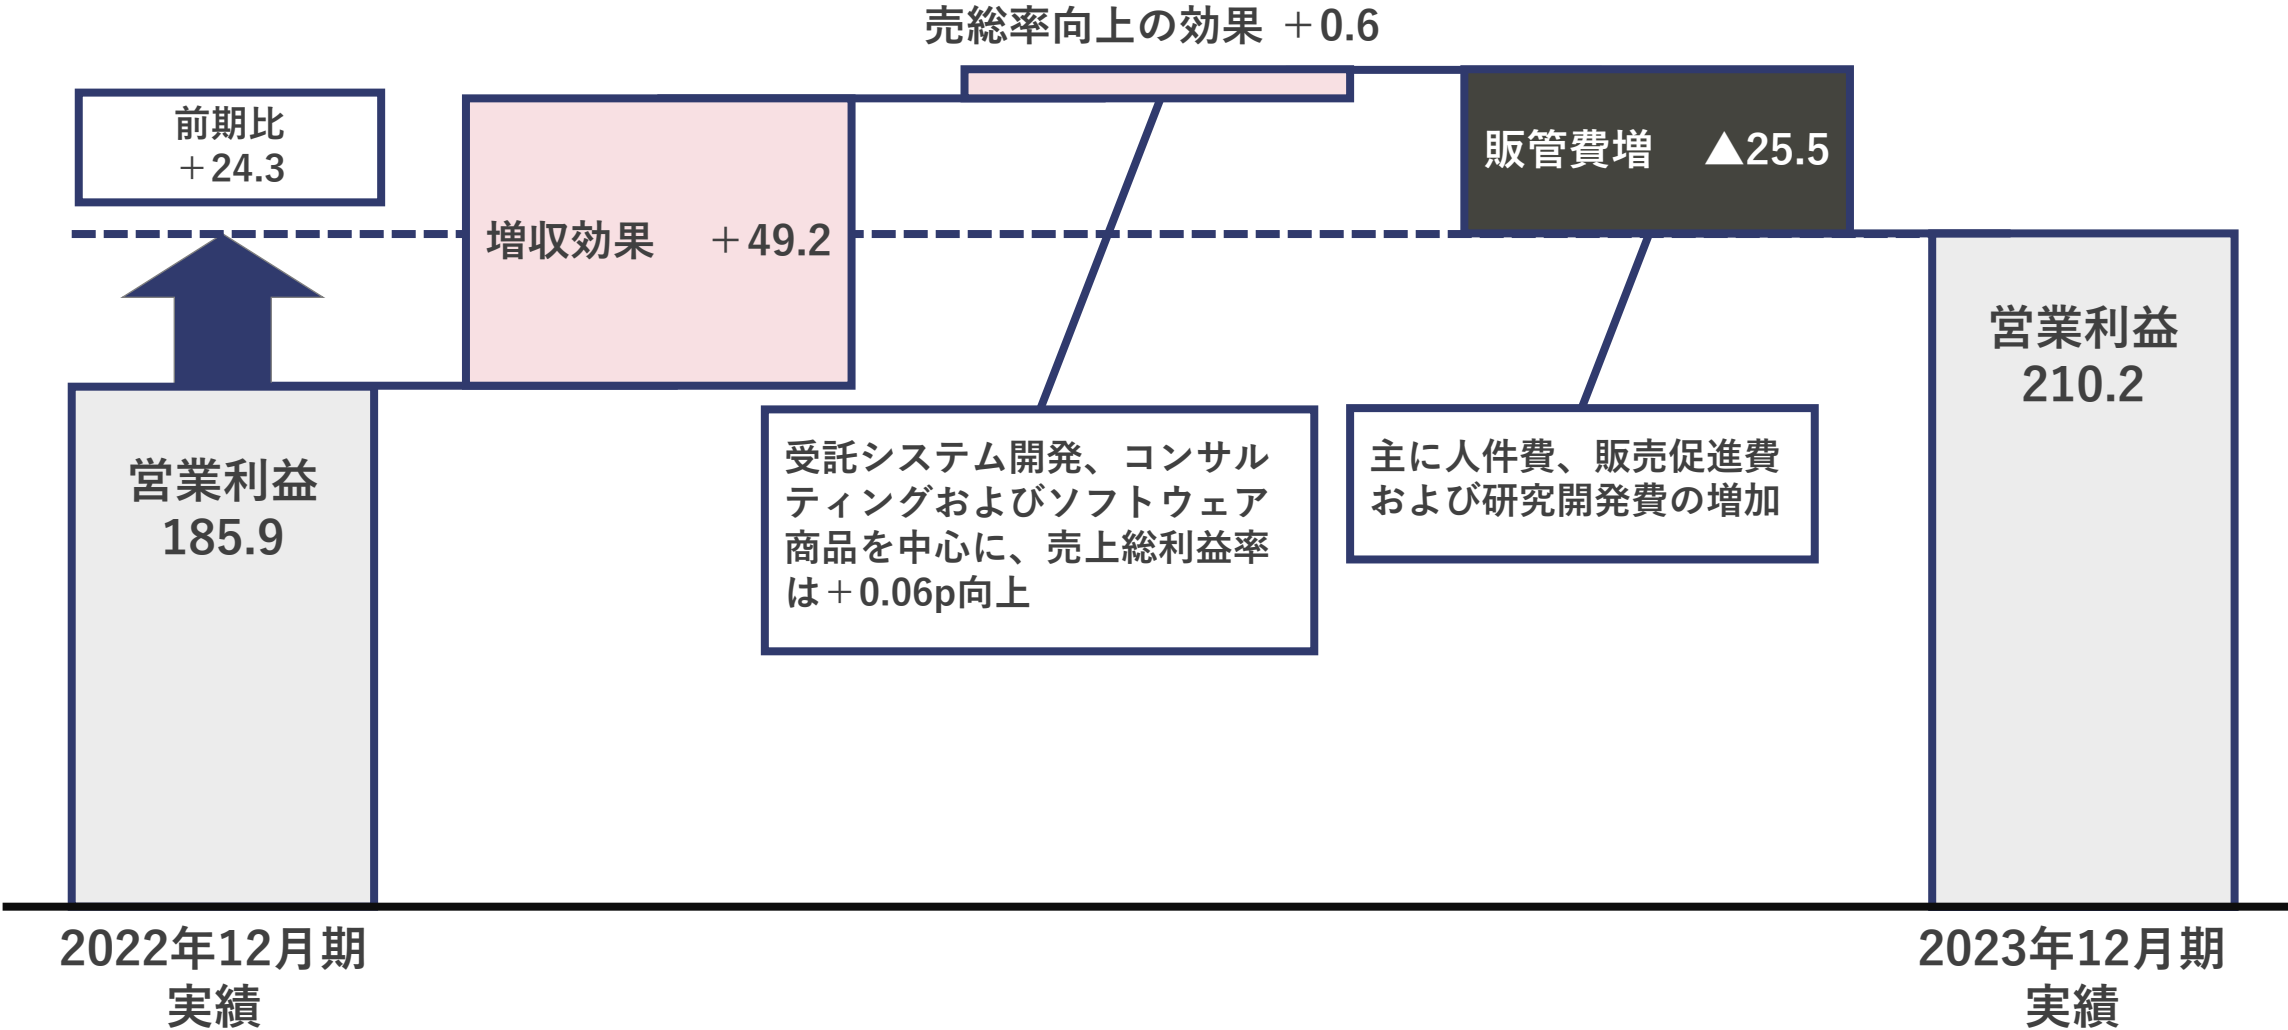 売総率向上の効果 ＋0.6
前期比
＋24.3
増収効果 ＋49.2
販管費増 ▲25.5
営業利益
185.9
受託システム開発、コンサル
ティングおよびソフトウェア
商品を中心に、売上総利益率
は＋0.06p向上
主に人件費、販売促進費
および研究開発費の増加
営業利益
210.2
2022年12月期
実績
2023年12月期
実績